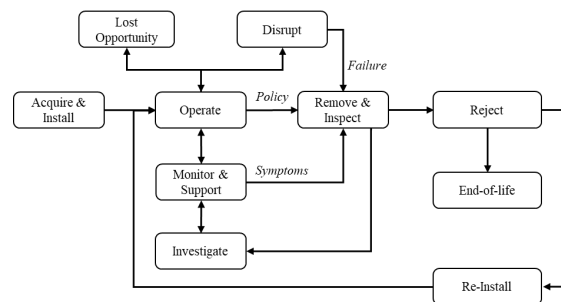 Lost
Opportunity
Disrupt
Failure
Acquire &
Install
Operate
Policy
Remove &
Inspect
Reject
Monitor &
Support
Symptoms
End-of-life
Investigate
Re-Install